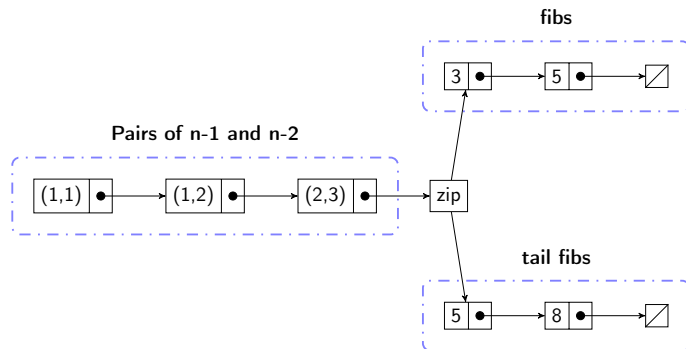 fibs
3 5
Pairs of n-1 and n-2
(1,1) (1,2) (2,3) zip
tail fibs
5 8